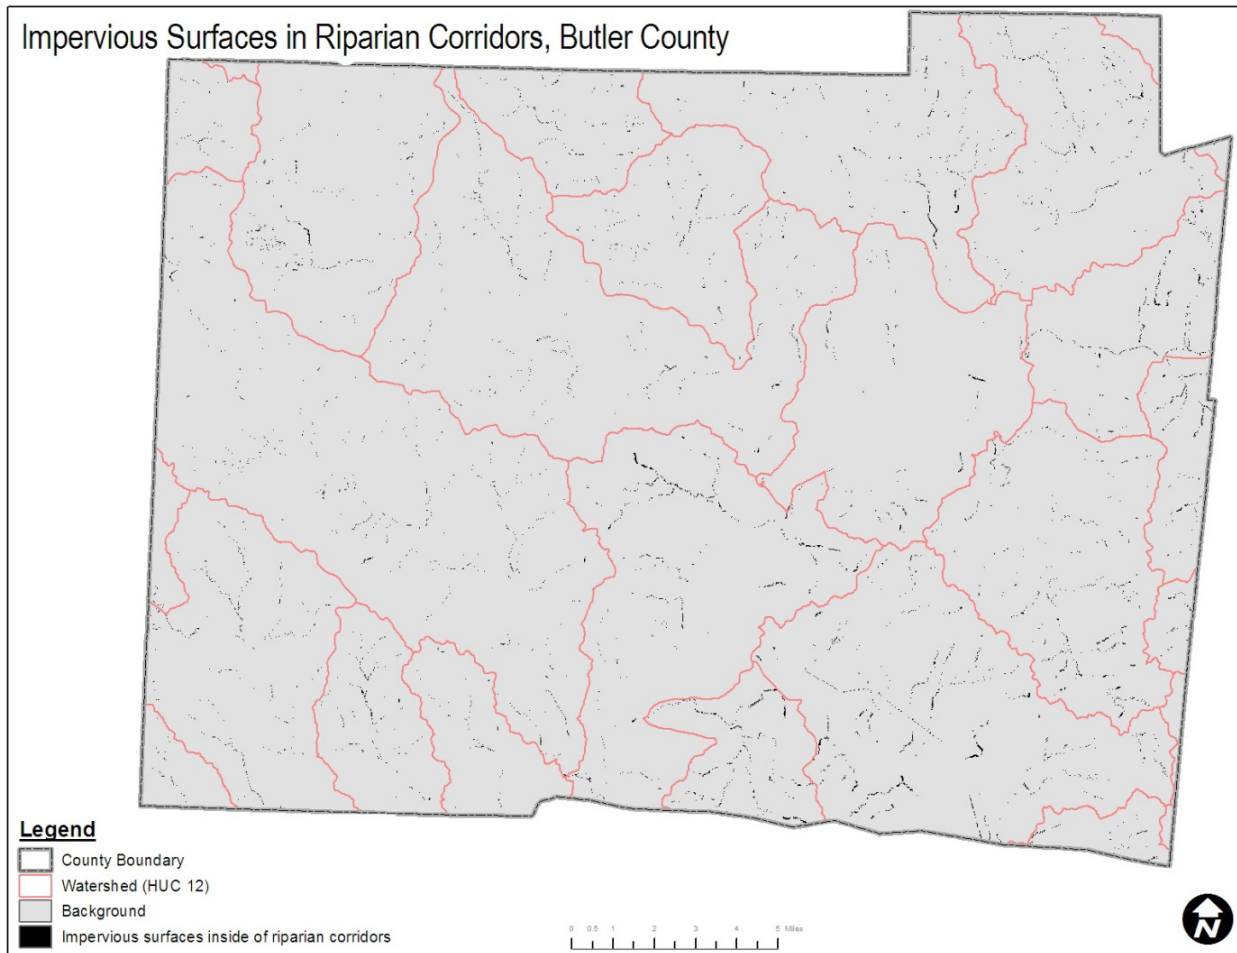 Impervious Surfaces in Riparian Corridors, Butler County
Legend
County Boundary
Watershed (HUC 12)
Background
Impervious surfaces inside of riparian corridors
0 0.5 1 2 3 4 5 Miles
N